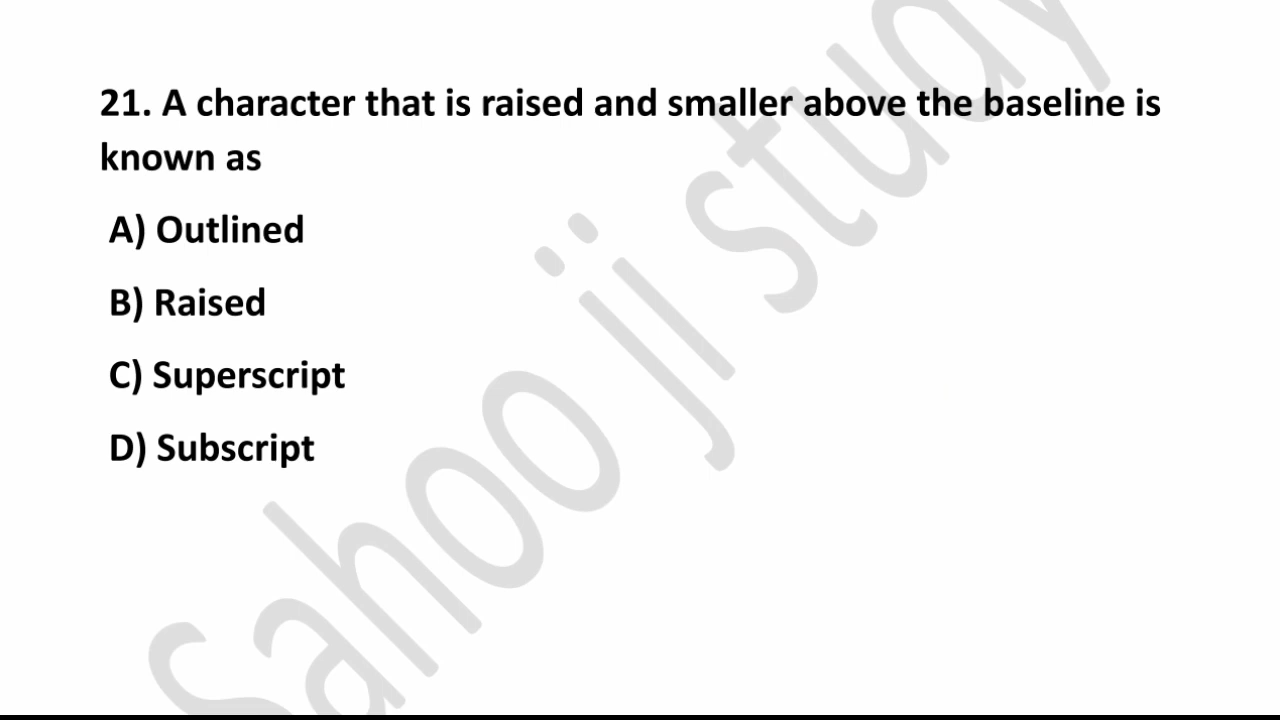 21. A character that is raised and smaller above the baseline is
known as
A) Outlined
B) Raised
C) Superscript
D) Subscript
Sahoo ji study